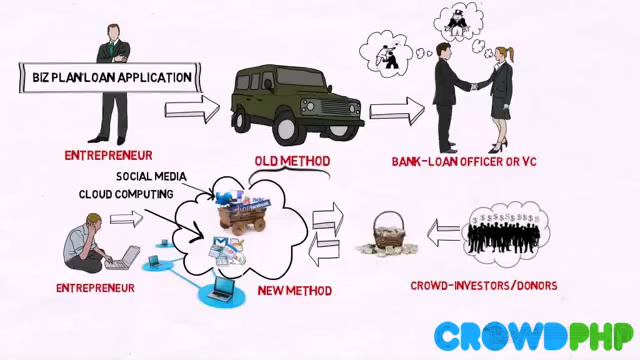 BIZ PLAN\LOAN APPLICATION
ENTREPRENEUR
OLD METHOD
BANK-LOAN OFFICER OR VC
SOCIAL MEDIA
CLOUD COMPUTING
$$$$$$$$$
ENTREPRENEUR
NEW METHOD
CROWD-INVESTORS/DONORS
CROWDPHP